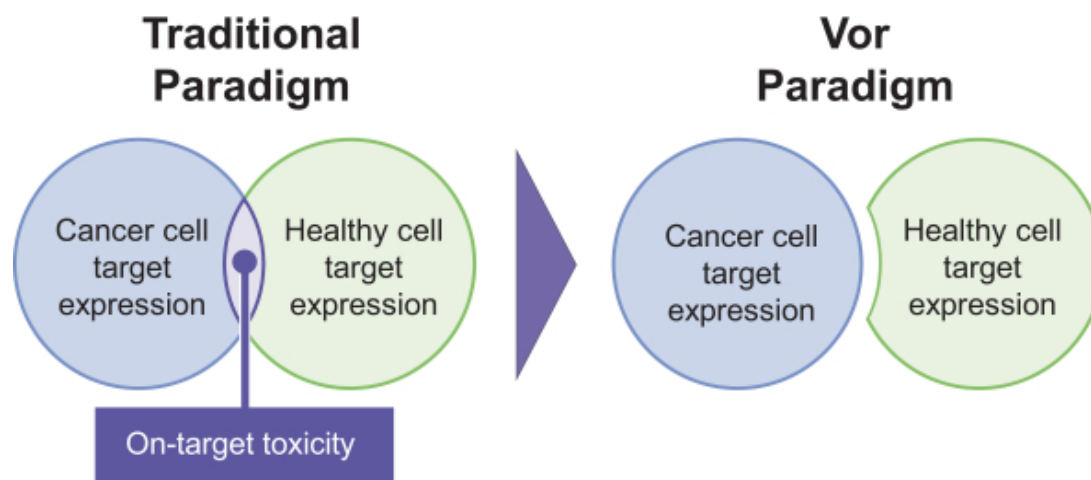 Traditional
Paradigm
Vor
Paradigm
Cancer cell
target
expression
Healthy cell
target
expression
Cancer cell
target
expression
Healthy cell
target
expression
On-target toxicity